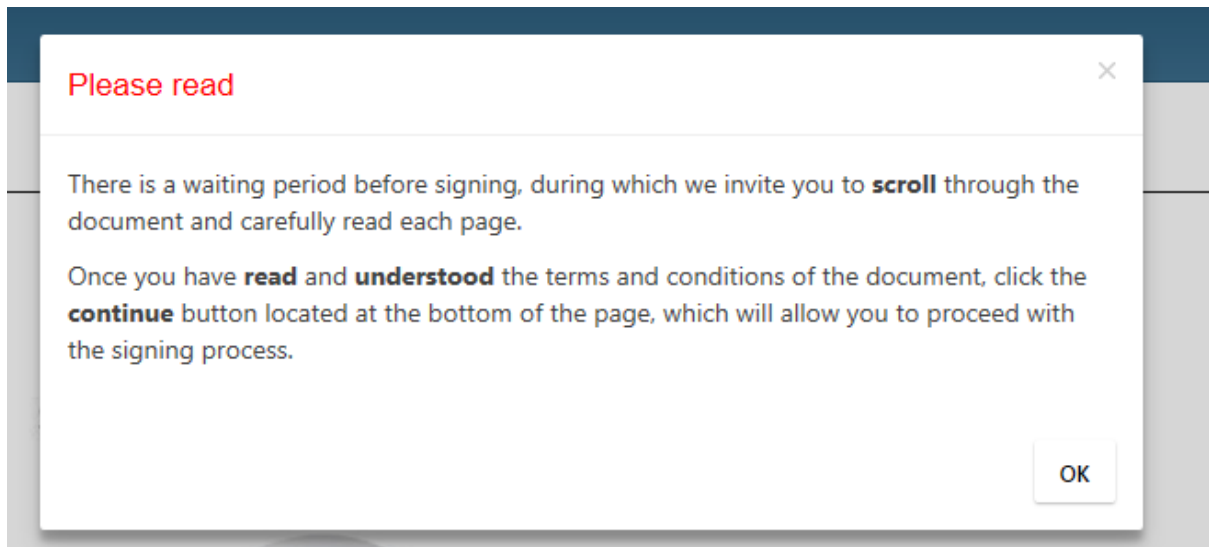 Please read
There is a waiting period before signing, during which we invite you to scroll through the
document and carefully read each page.
Once you have read and understood the terms and conditions of the document, click the
continue button located at the bottom of the page, which will allow you to proceed with
the signing process.
OK